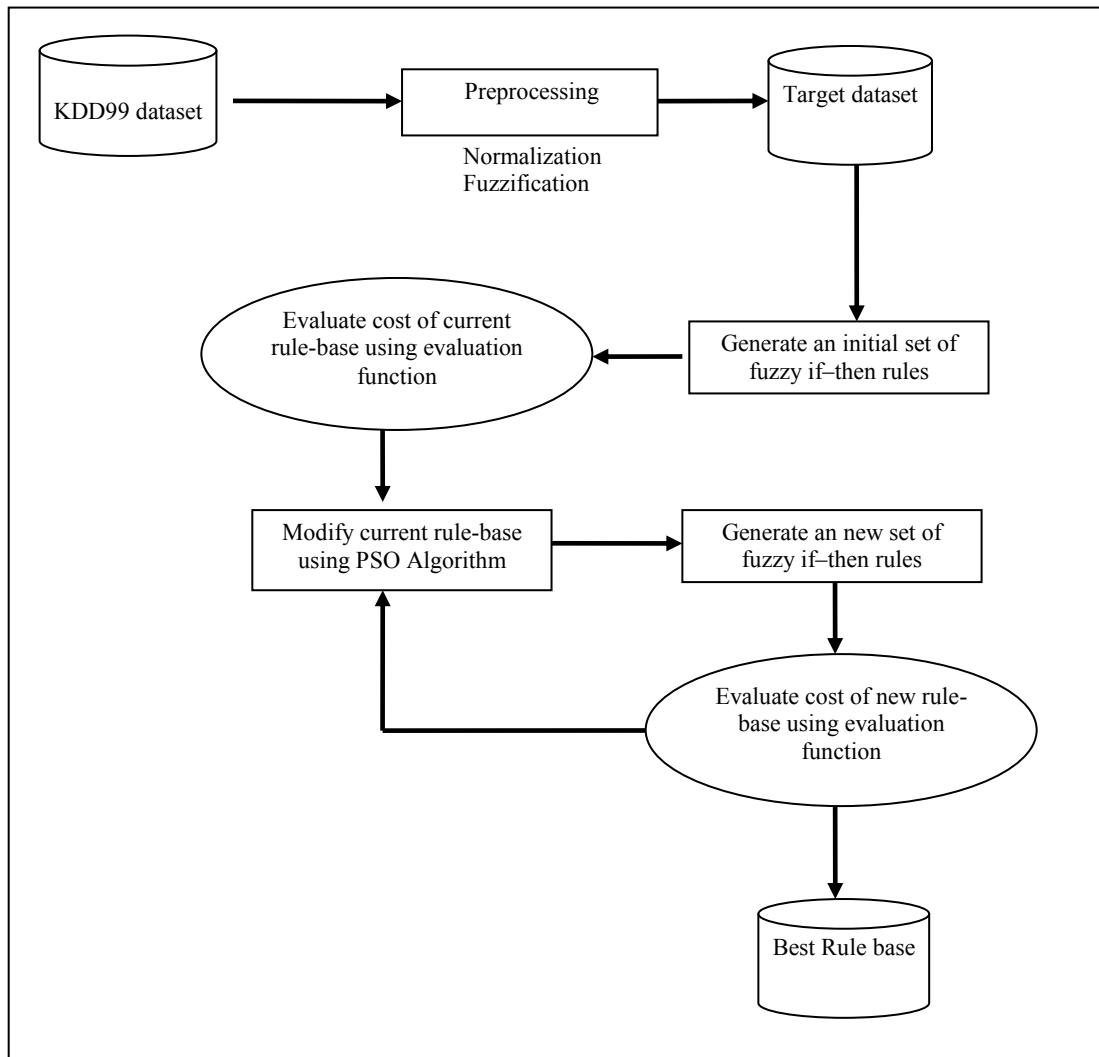 KDD99 dataset
Preprocessing
Target dataset
Normalization
Fuzzification
Evaluate cost of current
rule-base using evaluation
function
Generate an initial set of
fuzzy if–then rules
Modify current rule-base
using PSO Algorithm
Generate an new set of
fuzzy if–then rules
Evaluate cost of new rule-
base using evaluation
function
Best Rule base